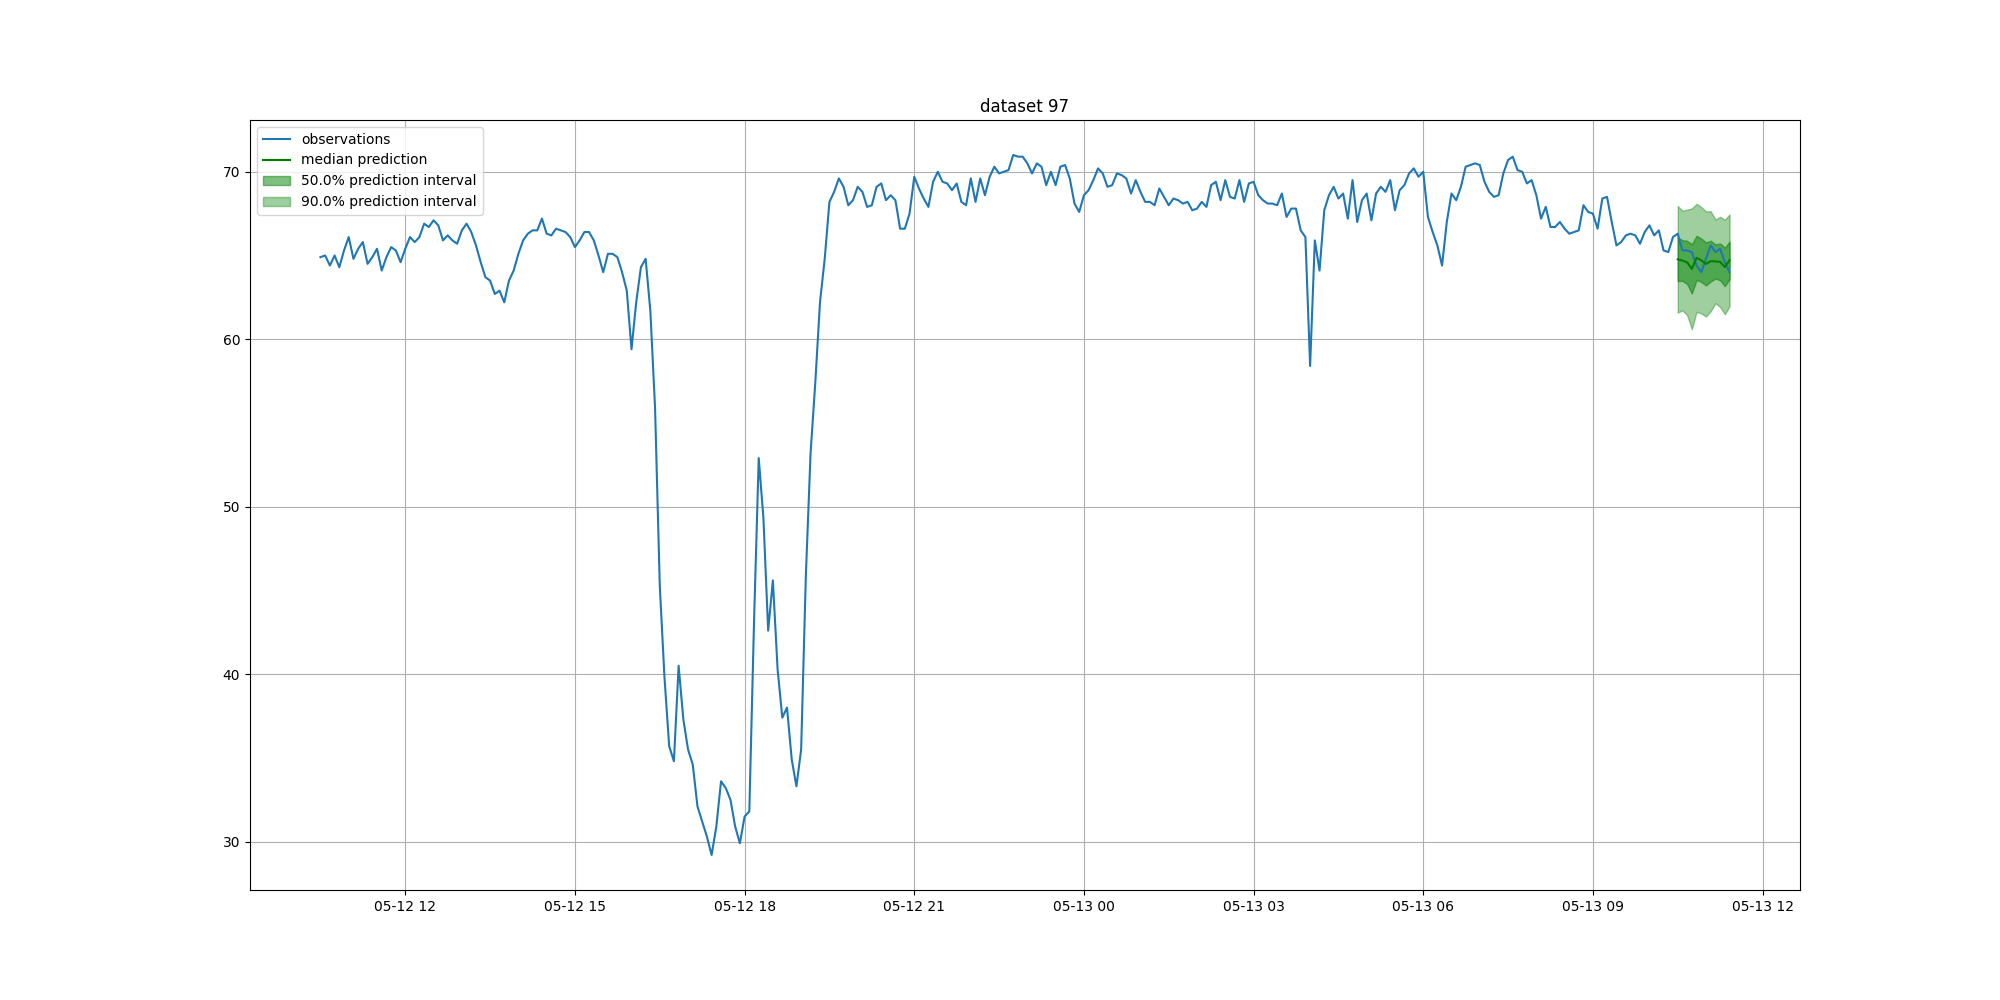 dataset 97
observations
median prediction
50.0% prediction interval
90.0% prediction interval
70
60
50
40
30
05-12 12
05-12 15
05-12 18
05-12 21
05-13 00
05-13 03
05-13 06
05-13 09
05-13 12